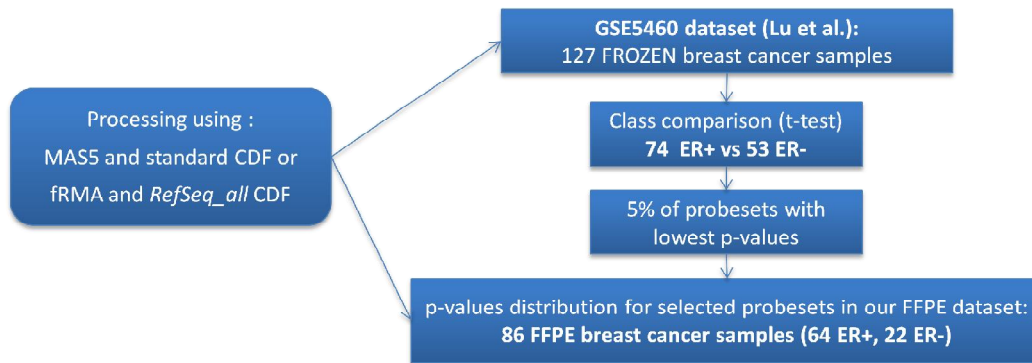 Processing using :
MAS5 and standard CDF or
fRMA and RefSeq_all CDF
GSE5460 dataset (Lu et al.):
127 FROZEN breast cancer samples
Class comparison (t-test)
74 ER+ vs 53 ER-
5% of probesets with
lowest p-values
p-values distribution for selected probesets in our FFPE dataset:
86 FFPE breast cancer samples (64 ER+, 22 ER-)